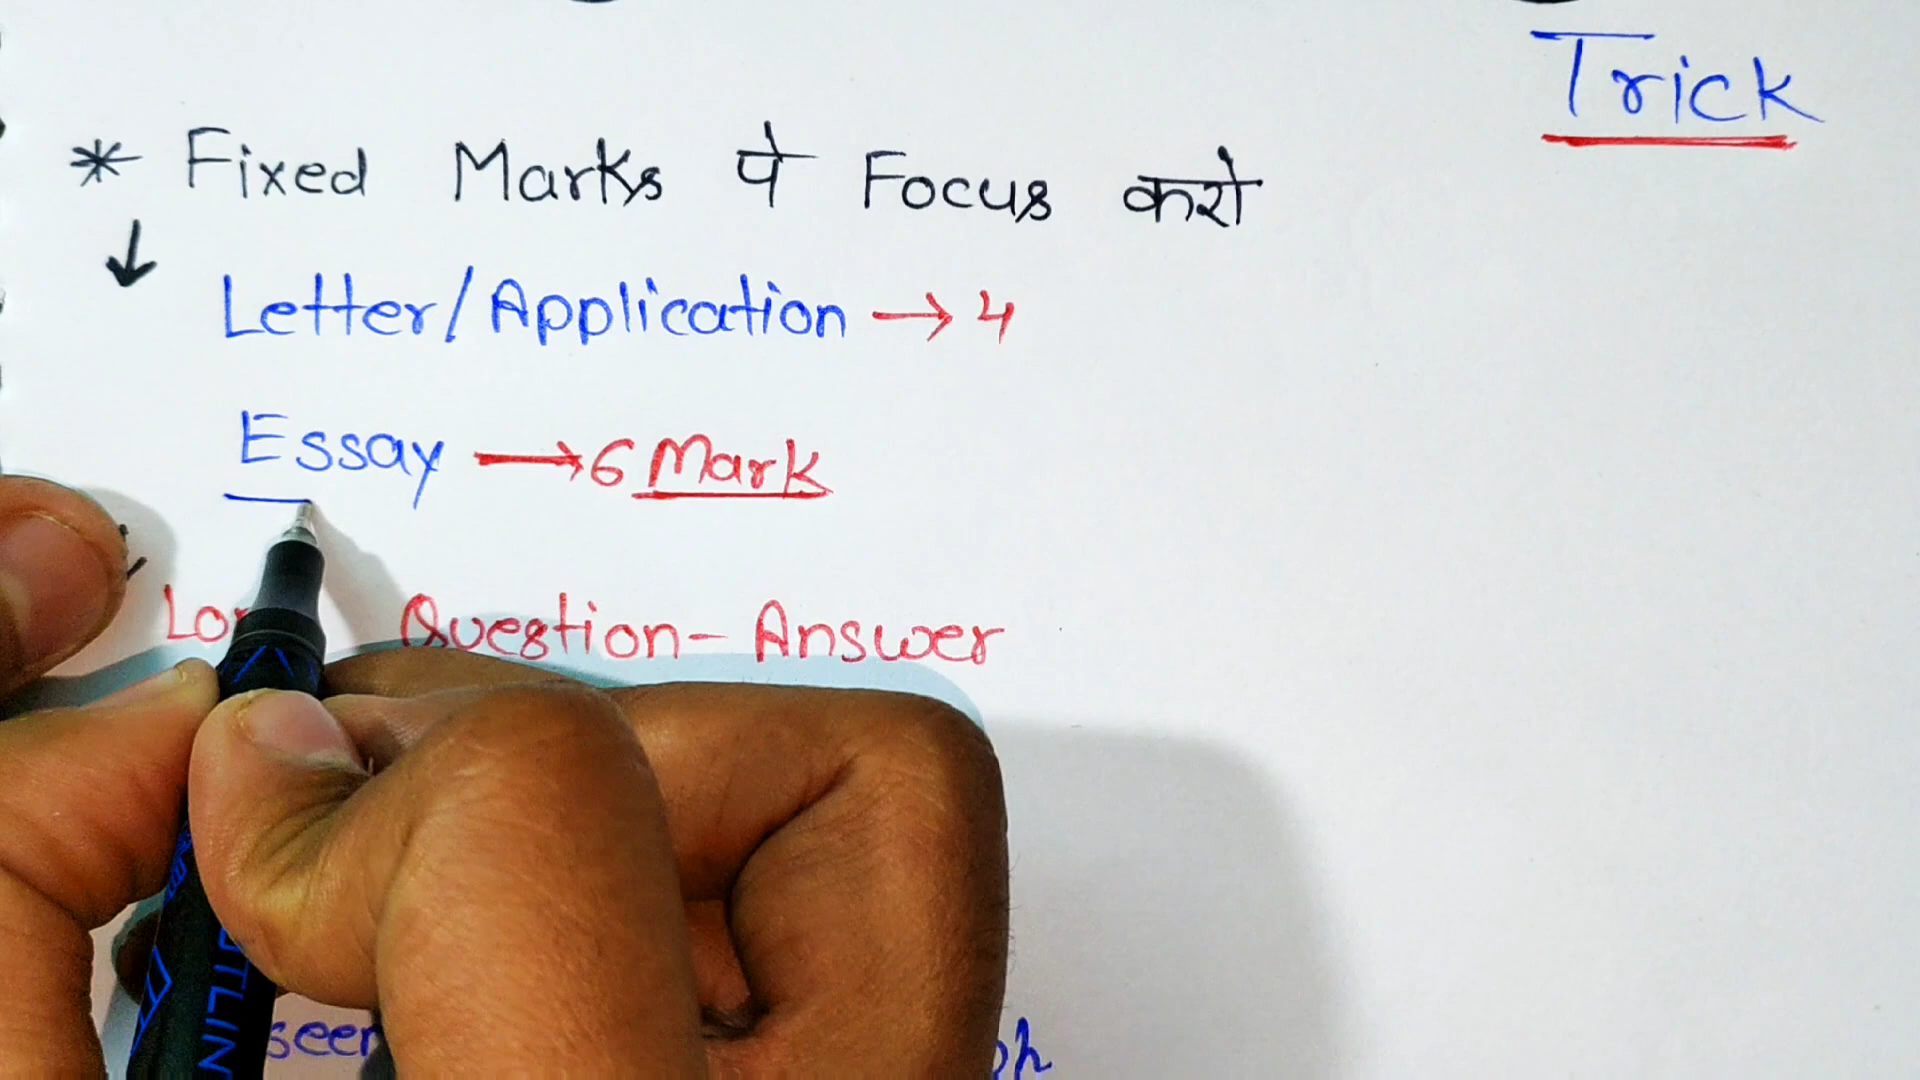 Trick
* Fixed Marks पे Focus करो
↓
Letter/Application → 4
Essay → 6 Mark
Question - Answer